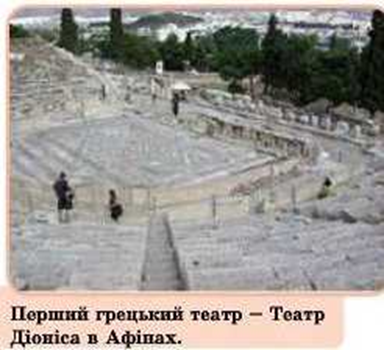 Перший грецький театр – Театр
Діоніса в Афінах.